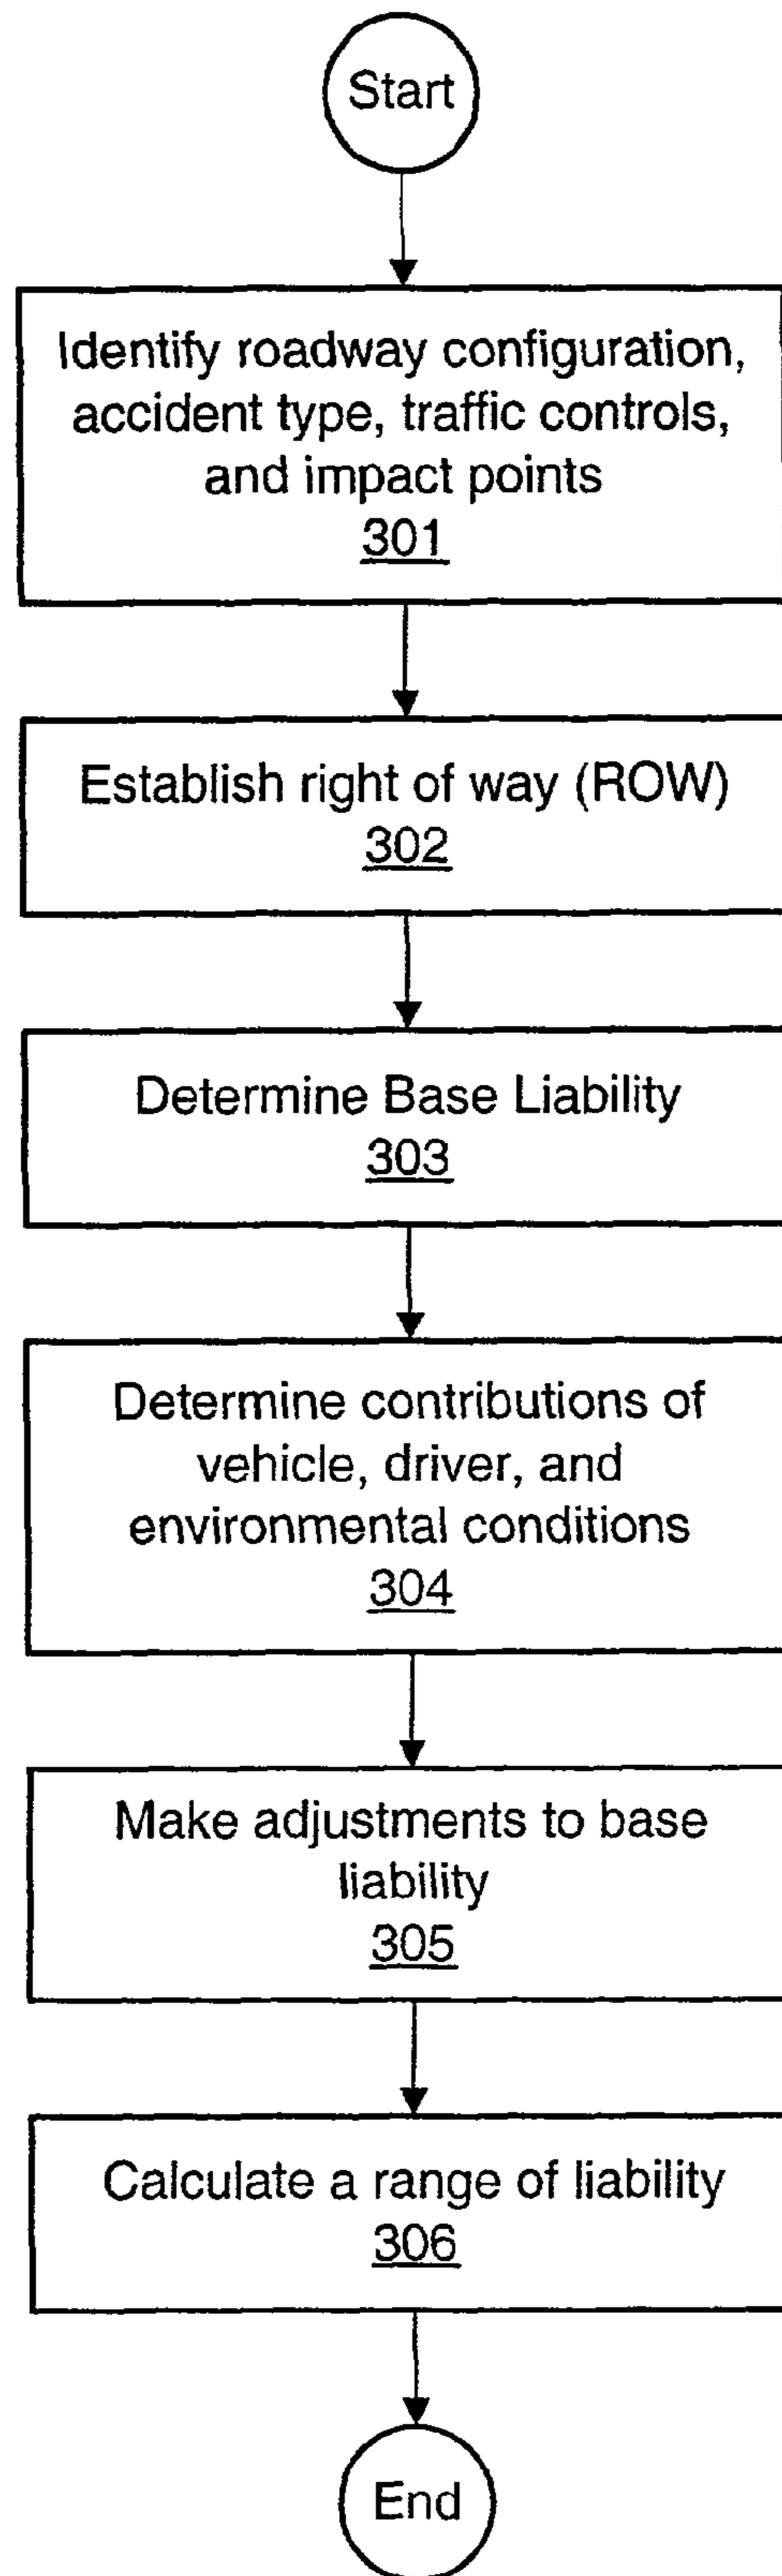 Start
Identify roadway configuration,
accident type, traffic controls,
and impact points
301
Establish right of way (ROW)
302
Determine Base Liability
303
Determine contributions of
vehicle, driver, and
environmental conditions
304
Make adjustments to base
liability
305
Calculate a range of liability
306
End